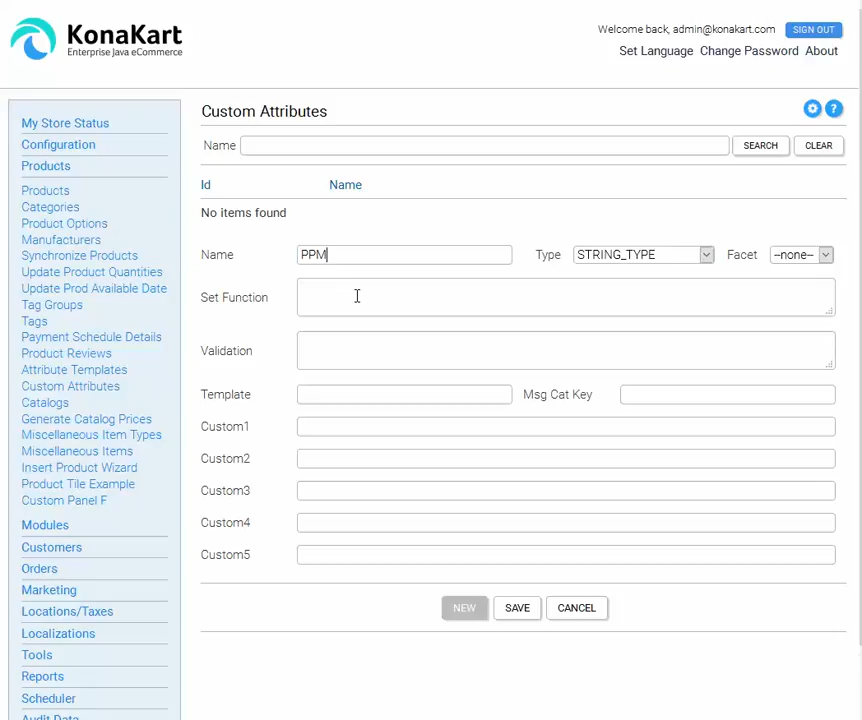 KonaKart
Enterprise Java eCommerce
Welcome back, admin@konakart.com SIGN OUT
Set Language Change Password About
My Store Status
Configuration
Products
Products
Categories
Product Options
Manufacturers
Synchronize Products
Update Product Quantities
Update Prod Available Date
Tag Groups
Tags
Payment Schedule Details
Product Reviews
Attribute Templates
Custom Attributes
Catalogs
Generate Catalog Prices
Miscellaneous Item Types
Miscellaneous Items
Insert Product Wizard
Product Tile Example
Custom Panel F
Modules
Customers
Orders
Marketing
Locations/Taxes
Localizations
Tools
Reports
Scheduler
Audit Data
Custom Attributes ?
Name SEARCH CLEAR
Id Name
No items found
Name PPM Type STRING_TYPE Facet --none--
Set Function
Validation
Template Msg Cat Key
Custom1
Custom2
Custom3
Custom4
Custom5
NEW SAVE CANCEL